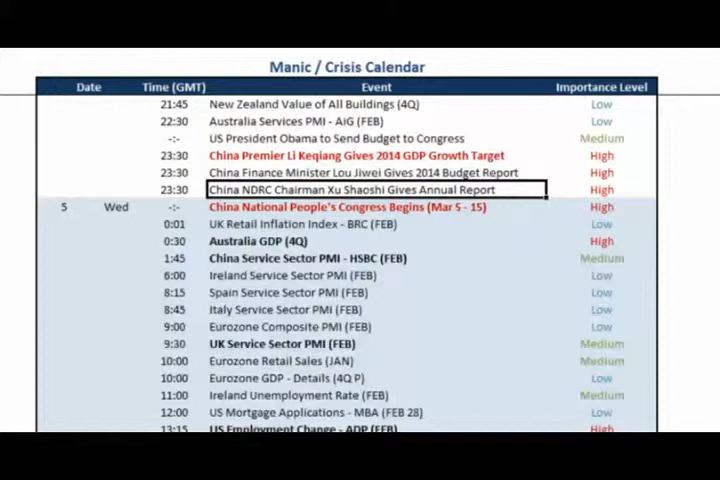 Manic / Crisis Calendar
Date Time (GMT) Event Importance Level
21:45 New Zealand Value of All Buildings (4Q) Low
22:30 Australia Services PMI - AiG (FEB) Low
-:- US President Obama to Send Budget to Congress Medium
23:30 China Premier Li Keqiang Gives 2014 GDP Growth Target High
23:30 China Finance Minister Lou Jiwei Gives 2014 Budget Report High
23:30 China NDRC Chairman Xu Shaoshi Gives Annual Report High
5 Wed -:- China National People's Congress Begins (Mar 5 - 15) High
0:01 UK Retail Inflation Index - BRC (FEB) Low
0:30 Australia GDP (4Q) High
1:45 China Service Sector PMI - HSBC (FEB) Medium
6:00 Ireland Service Sector PMI (FEB) Low
8:15 Spain Service Sector PMI (FEB) Low
8:45 Italy Service Sector PMI (FEB) Low
9:00 Eurozone Composite PMI (FEB) Low
9:30 UK Service Sector PMI (FEB) Medium
10:00 Eurozone Retail Sales (JAN) Medium
10:00 Eurozone GDP - Details (4Q P) Low
11:00 Ireland Unemployment Rate (FEB) Medium
12:00 US Mortgage Applications - MBA (FEB 28) Low
13:15 US Employment Change - ADP (FEB) High